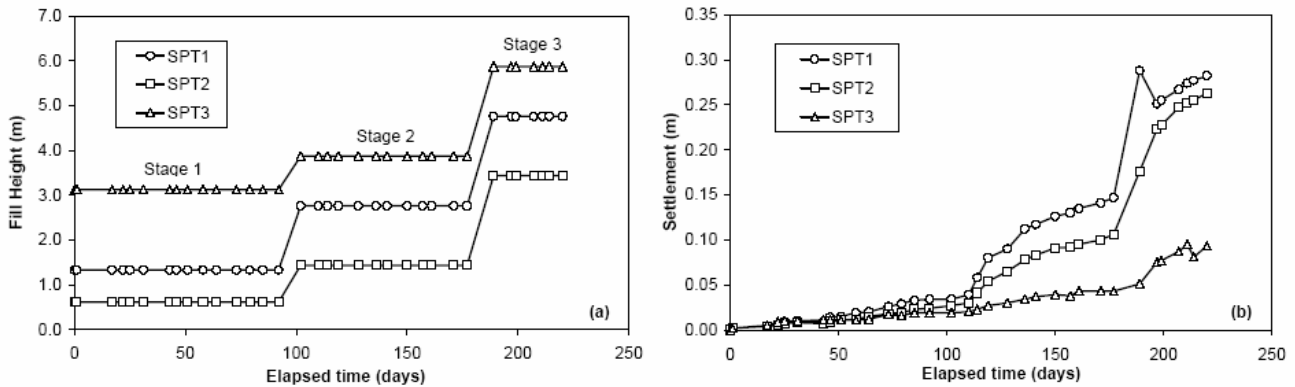 7.0
6.0
5.0
4.0
3.0
2.0
1.0
0.0
Fill Height (m)
SPT1
SPT2
SPT3
Stage 1
Stage 2
Stage 3
(a)
0 50 100 150 200 250
Elapsed time (days)
0.35
0.30
0.25
0.20
0.15
0.10
0.05
0.00
Settlement (m)
SPT1
SPT2
SPT3
(b)
0 50 100 150 200 250
Elapsed time (days)